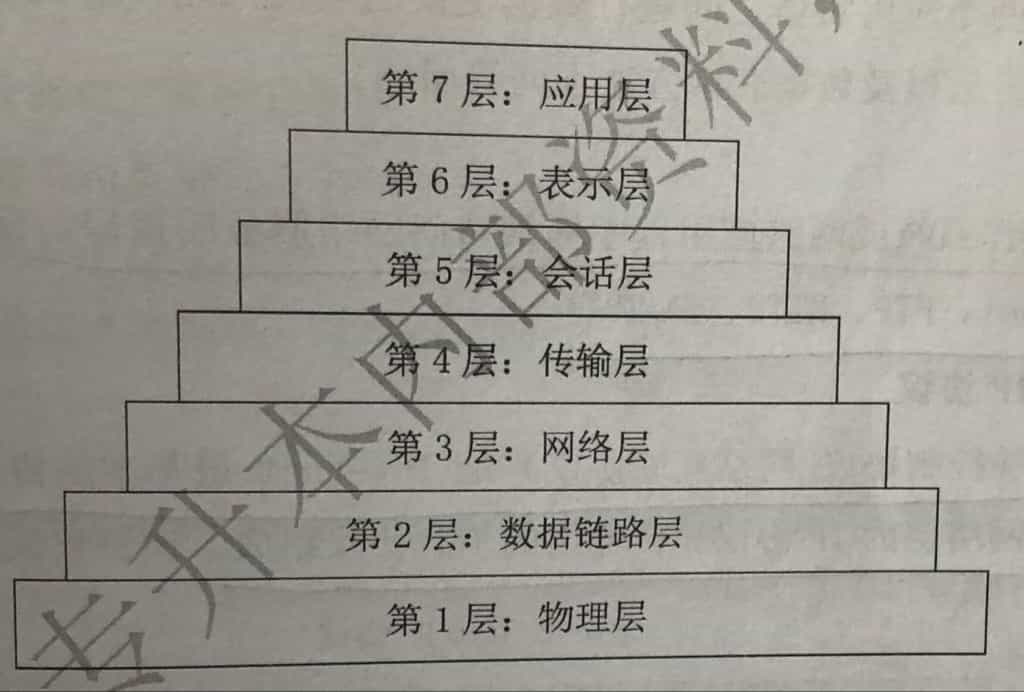 第7层：应用层
第6层：表示层
第5层：会话层
第4层：传输层
第3层：网络层
第2层：数据链路层
第1层：物理层
专升本内部资料，